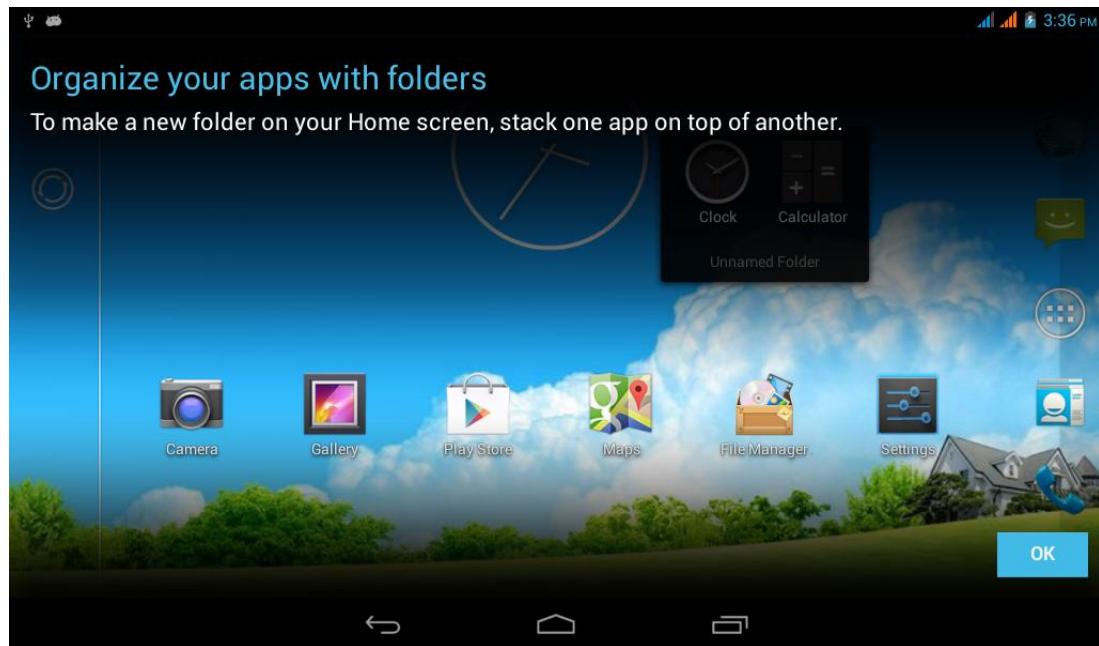 3:36 PM
Organize your apps with folders
To make a new folder on your Home screen, stack one app on top of another.
Clock Calculator
Unnamed Folder
Camera Gallery Play Store Maps File Manager Settings
OK